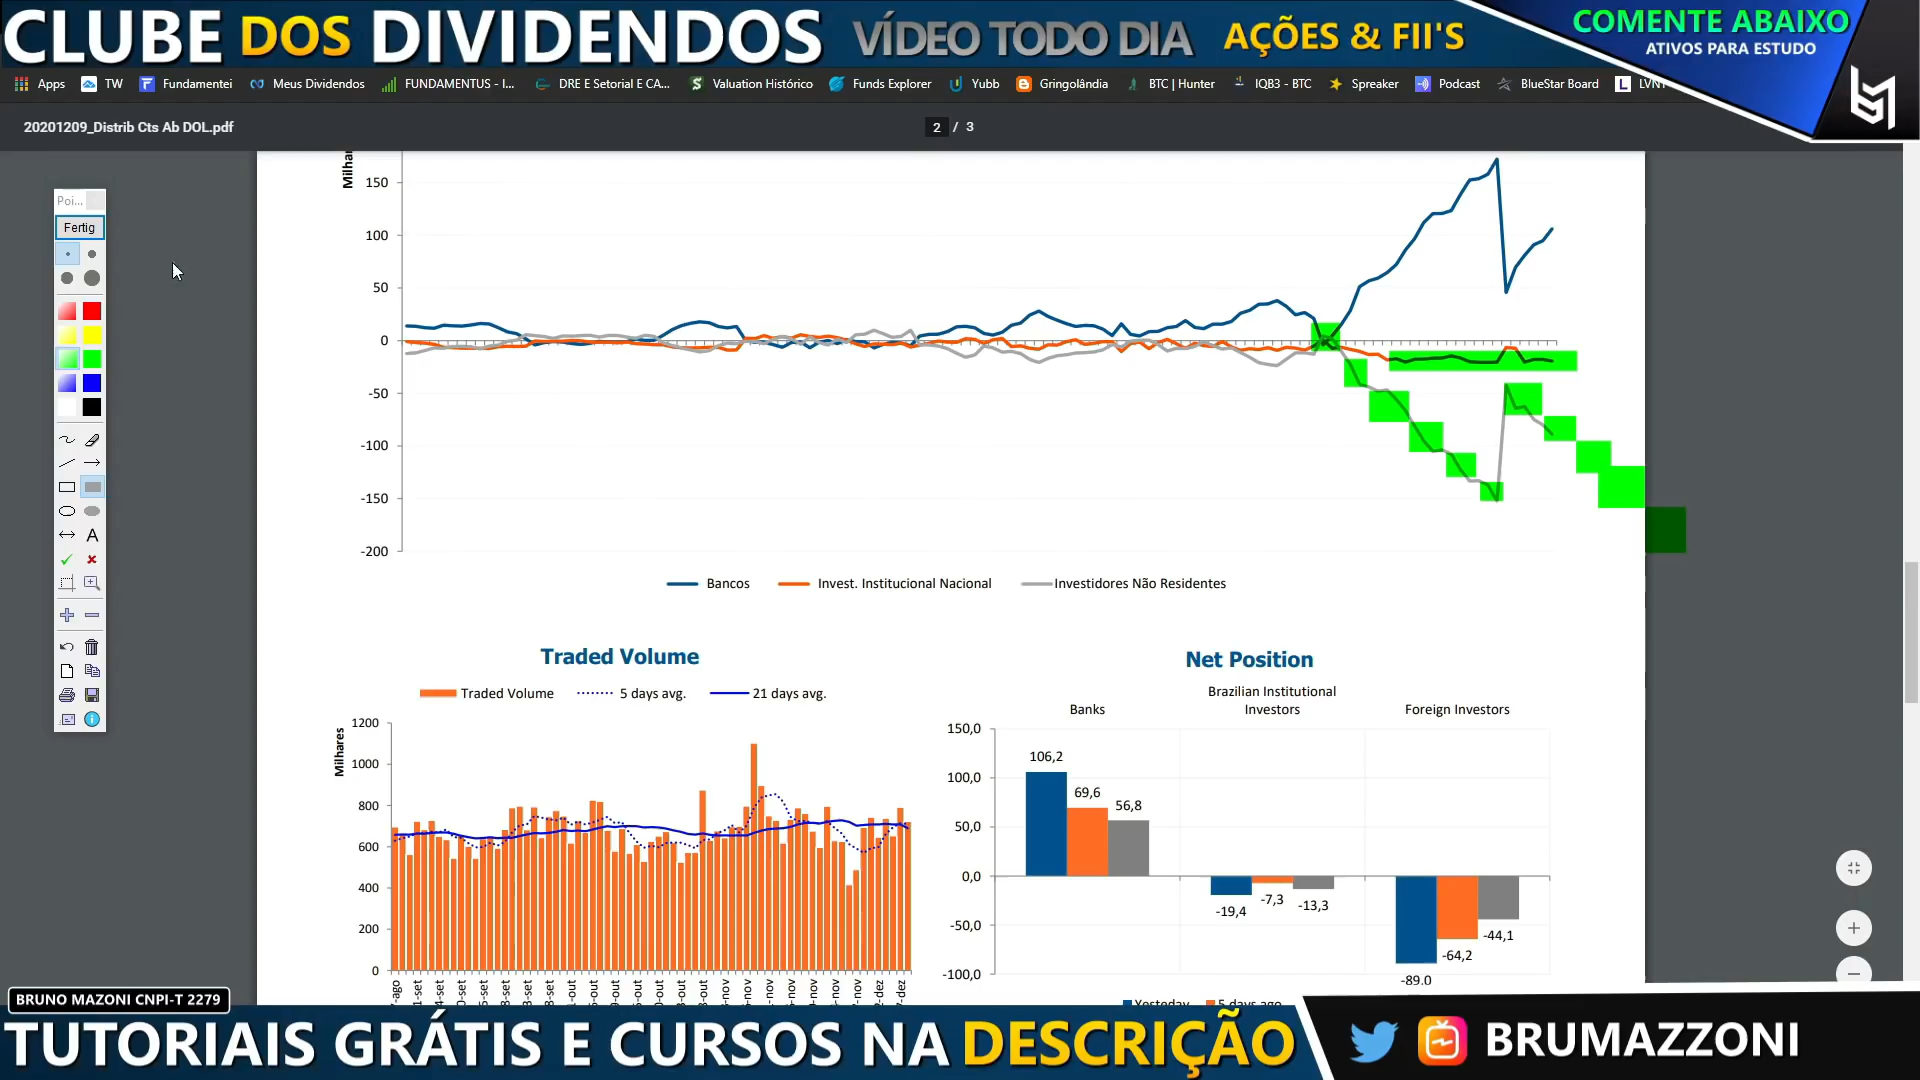 CLUBE DOS DIVIDENDOS VÍDEO TODO DIA AÇÕES & FII'S
COMENTE ABAIXO
ATIVOS PARA ESTUDO
Apps TW Fundamentei Meus Dividendos FUNDAMENTUS - I... DRE E Setorial E CA... Valuation Histórico Funds Explorer Yubb Gringolândia BTC | Hunter IQB3 - BTC Spreaker Podcast BlueStar Board
20201209_Distrib Cts Ab DOL.pdf
2 / 3
Poi...
Fertig
A
150
100
50
0
-50
-100
-150
-200
Bancos Invest. Institucional Nacional Investidores Não Residentes
Traded Volume
Traded Volume 5 days avg. 21 days avg.
Milhares
1200
1000
800
600
400
200
0
Net Position
Banks
Brazilian Institutional
Investors
Foreign Investors
150,0
100,0
50,0
0,0
-50,0
-100,0
106,2
69,6
56,8
-19,4
-7,3
-13,3
-89,0
-64,2
-44,1
Yesteday 5 days ago
BRUNO MAZONI CNPI-T 2279
TUTORIAIS GRÁTIS E CURSOS NA DESCRIÇÃO
BRUMAZZONI